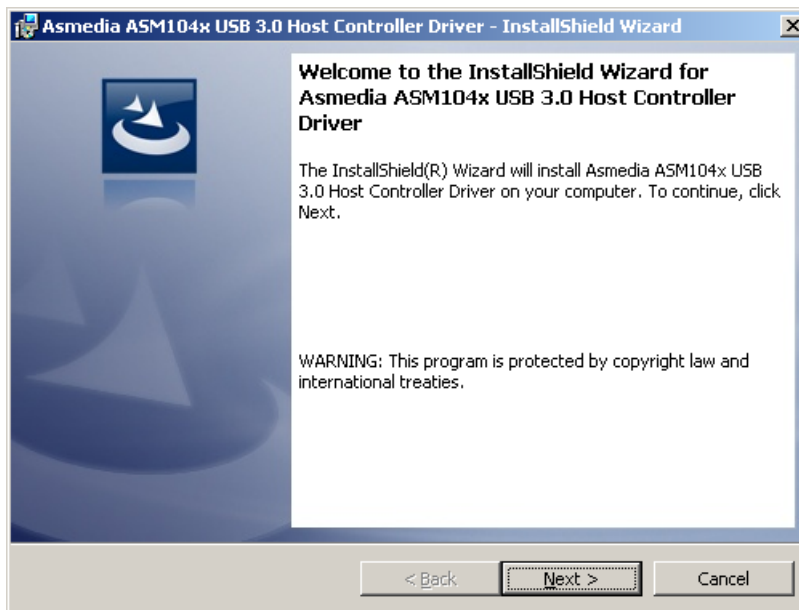 Asmedia ASM104x USB 3.0 Host Controller Driver - InstallShield Wizard
Welcome to the InstallShield Wizard for
Asmedia ASM104x USB 3.0 Host Controller
Driver
The InstallShield(R) Wizard will install Asmedia ASM104x USB
3.0 Host Controller Driver on your computer. To continue, click
Next.
WARNING: This program is protected by copyright law and
international treaties.
< Back
Next >
Cancel